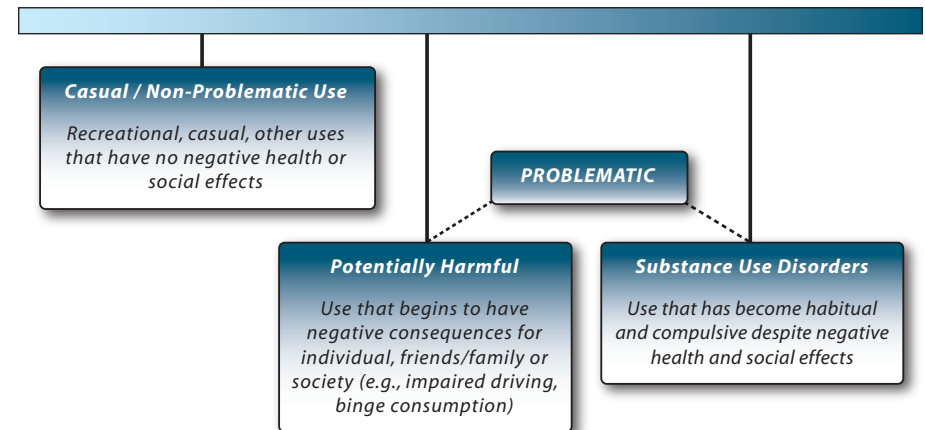 Casual / Non-Problematic Use
Recreational, casual, other uses
that have no negative health or
social effects
PROBLEMATIC
Potentially Harmful
Use that begins to have
negative consequences for
individual, friends/family or
society (e.g., impaired driving,
binge consumption)
Substance Use Disorders
Use that has become habitual
and compulsive despite negative
health and social effects